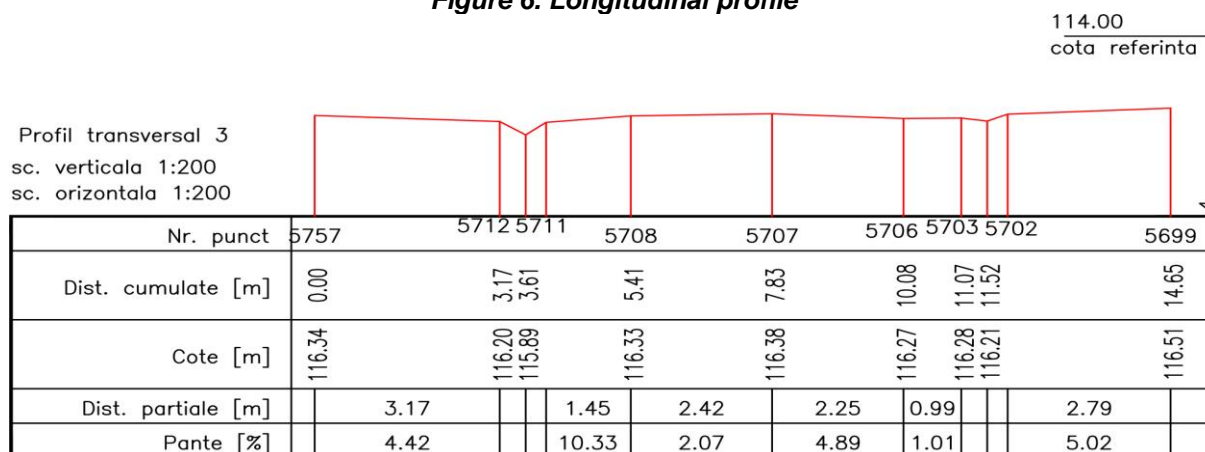 Figure 6. Longitudinal profile
114.00
cota referinta
Profil transversal 3
sc. verticala 1:200
sc. orizontala 1:200
Nr. punct 5757 5712 5711 5708 5707 5706 5703 5702 5699
Dist. cumulate [m] 0.00 3.17 3.61 5.41 7.83 10.08 11.07 11.52 14.65
Cote [m] 116.34 116.20 115.89 116.33 116.38 116.27 116.28 116.21 116.51
Dist. partiale [m] 3.17 1.45 2.42 2.25 0.99 2.79
Pante [%] 4.42 10.33 2.07 4.89 1.01 5.02